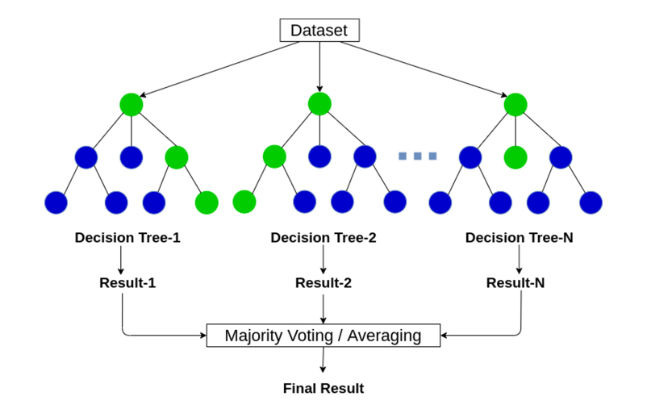 Dataset
Decision Tree-1
Decision Tree-2
Decision Tree-N
Result-1
Result-2
Result-N
Majority Voting / Averaging
Final Result